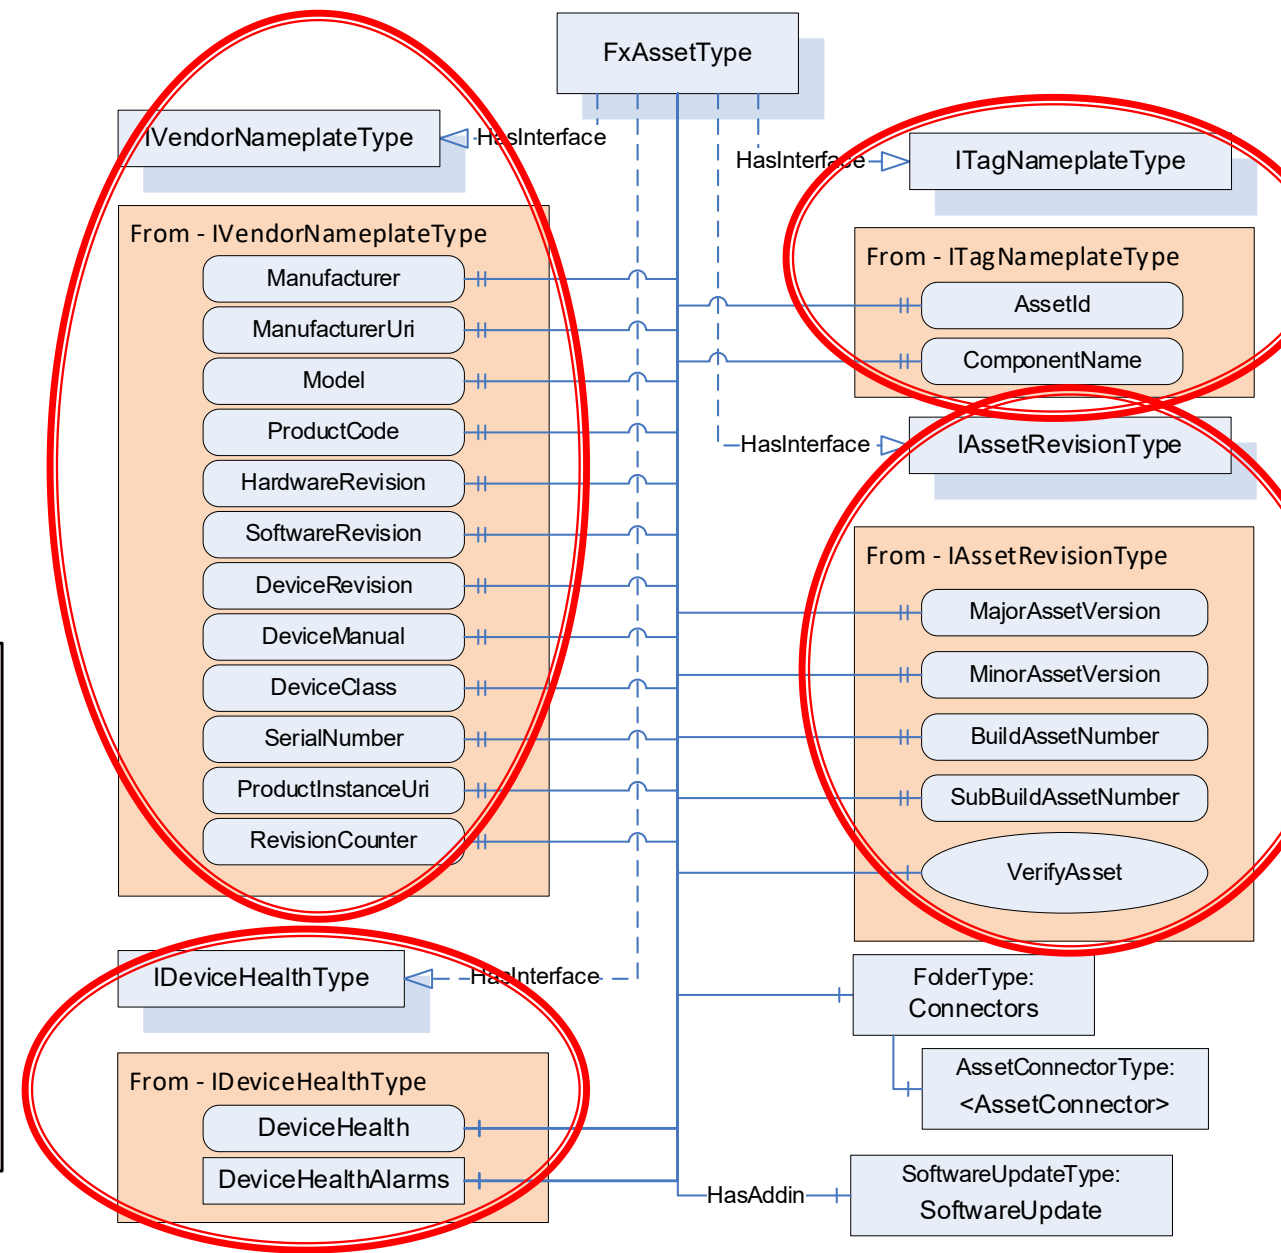 FxAssetType
IVendorNameplateType
HasInterface
HasInterface
ITagNameplateType
From - IVendorNameplateType
Manufacturer
ManufacturerUri
Model
ProductCode
HardwareRevision
SoftwareRevision
DeviceRevision
DeviceManual
DeviceClass
SerialNumber
ProductInstanceUri
RevisionCounter
From - ITagNameplateType
AssetId
ComponentName
HasInterface
IAssetRevisionType
From - IAssetRevisionType
MajorAssetVersion
MinorAssetVersion
BuildAssetNumber
SubBuildAssetNumber
VerifyAsset
IDeviceHealthType
HasInterface
From - IDeviceHealthType
DeviceHealth
DeviceHealthAlarms
FolderType:
Connectors
AssetConnectorType:
<AssetConnector>
HasAddin
SoftwareUpdateType:
SoftwareUpdate